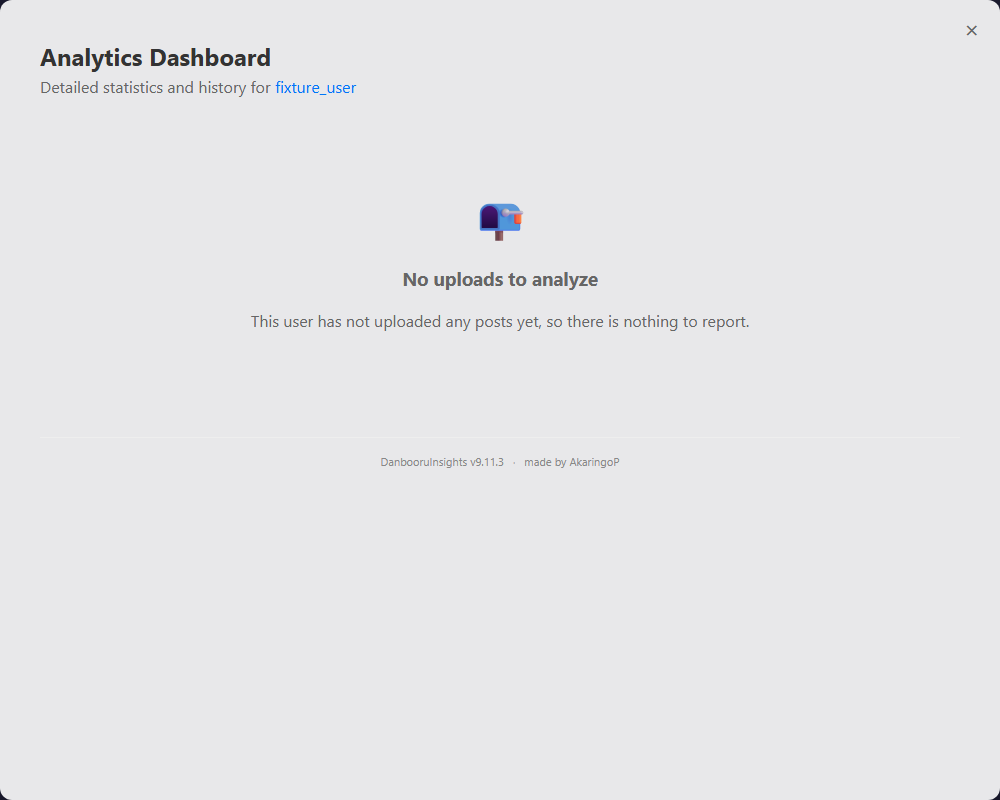 Analytics Dashboard
Detailed statistics and history for fixture_user
No uploads to analyze
This user has not uploaded any posts yet, so there is nothing to report.
DanbooruInsights v9.11.3 · made by AkaringoP